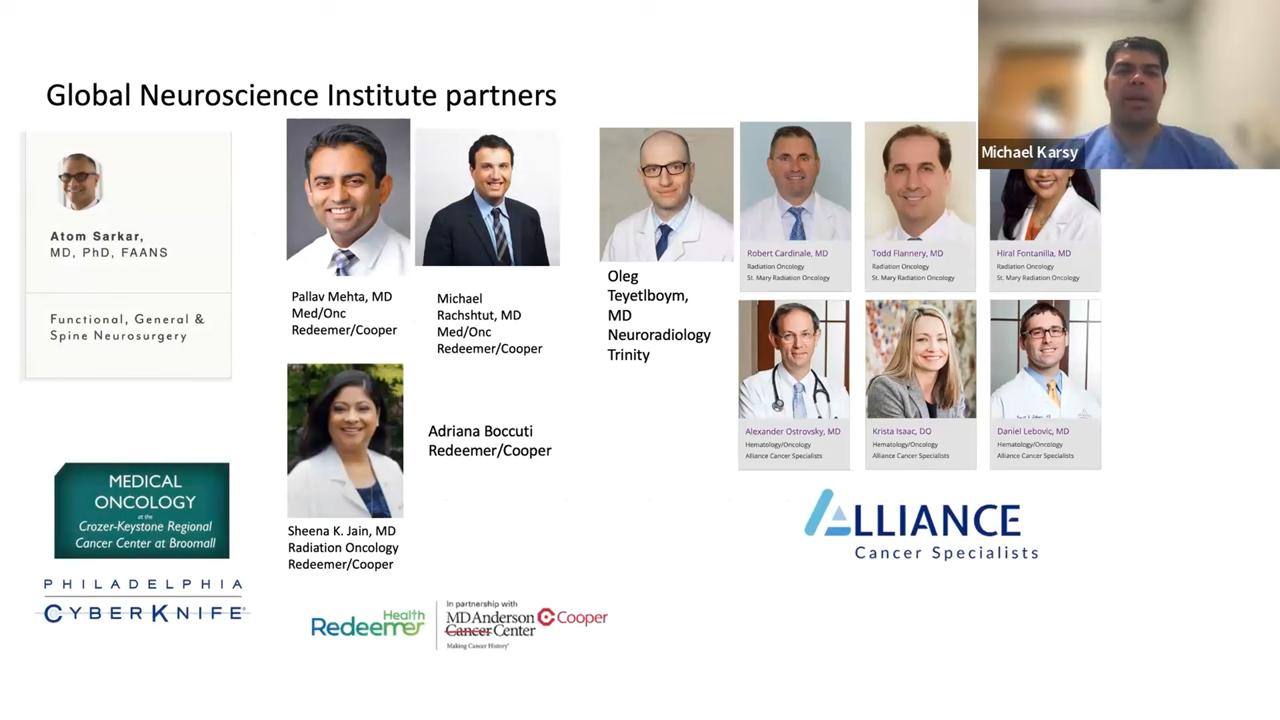 Global Neuroscience Institute partners
Michael Karsy
Atom Sarkar,
MD, PhD, FAANS
Functional, General &
Spine Neurosurgery
Pallav Mehta, MD
Med/Onc
Redeemer/Cooper
Michael
Rachshtut, MD
Med/Onc
Redeemer/Cooper
Oleg
Teyetlboym,
MD
Neuroradiology
Trinity
Robert Cardinale, MD
Radiation Oncology
St. Mary Radiation Oncology
Todd Flannery, MD
Radiation Oncology
St. Mary Radiation Oncology
Hiral Fontanilla, MD
Radiation Oncology
St. Mary Radiation Oncology
Sheena K. Jain, MD
Radiation Oncology
Redeemer/Cooper
Adriana Boccuti
Redeemer/Cooper
Alexander Ostrovsky, MD
Hematology/Oncology
Alliance Cancer Specialists
Krista Isaac, DO
Hematology/Oncology
Alliance Cancer Specialists
Daniel Lebovic, MD
Hematology/Oncology
Alliance Cancer Specialists
MEDICAL
ONCOLOGY
at the
Crozer-Keystone Regional
Cancer Center at Broomall
PHILADELPHIA
CYBERKNIFE®
Redeemer
Health
In partnership with
MD Anderson
Cancer Center
Making Cancer History®
Cooper
ALLIANCE
Cancer Specialists